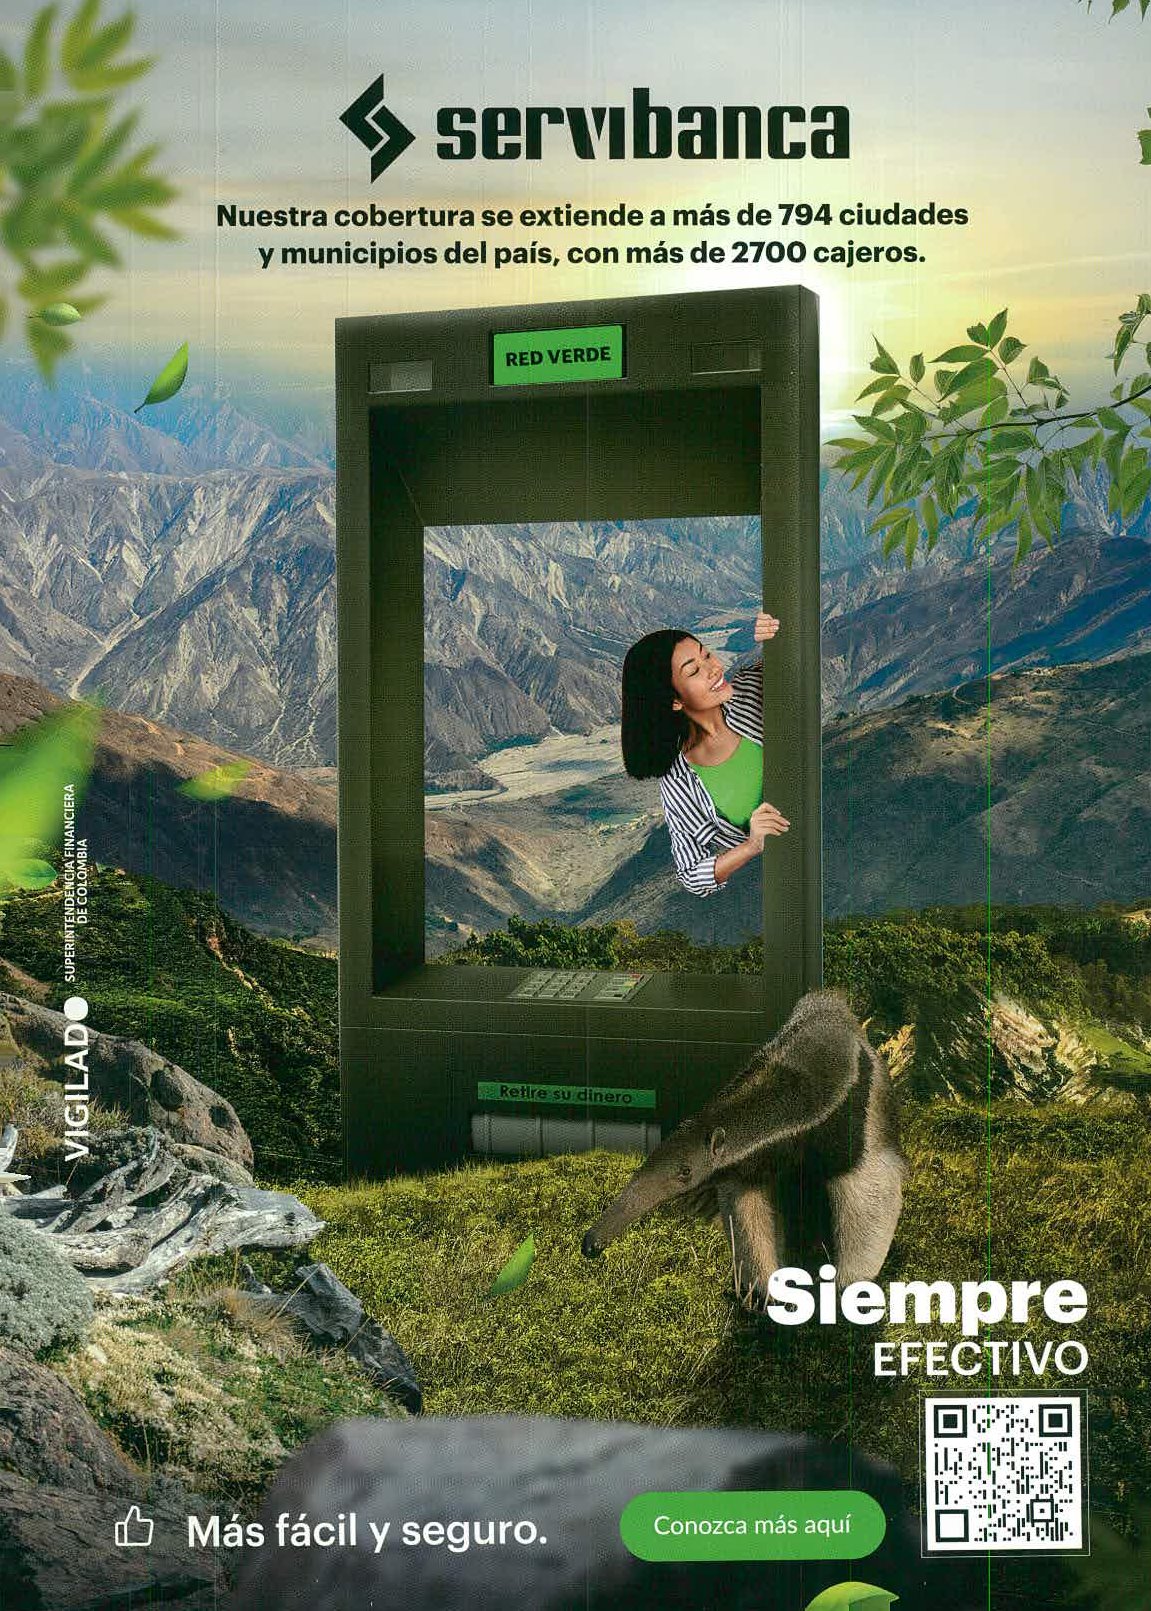 servibanca
Nuestra cobertura se extiende a más de 794 ciudades
y municipios del país, con más de 2700 cajeros.
RED VERDE
VIGILADO SUPERINTENDENCIA FINANCIERA
DE COLOMBIA
Retire su dinero
Siempre
EFECTIVO
Más fácil y seguro.
Conozca más aquí